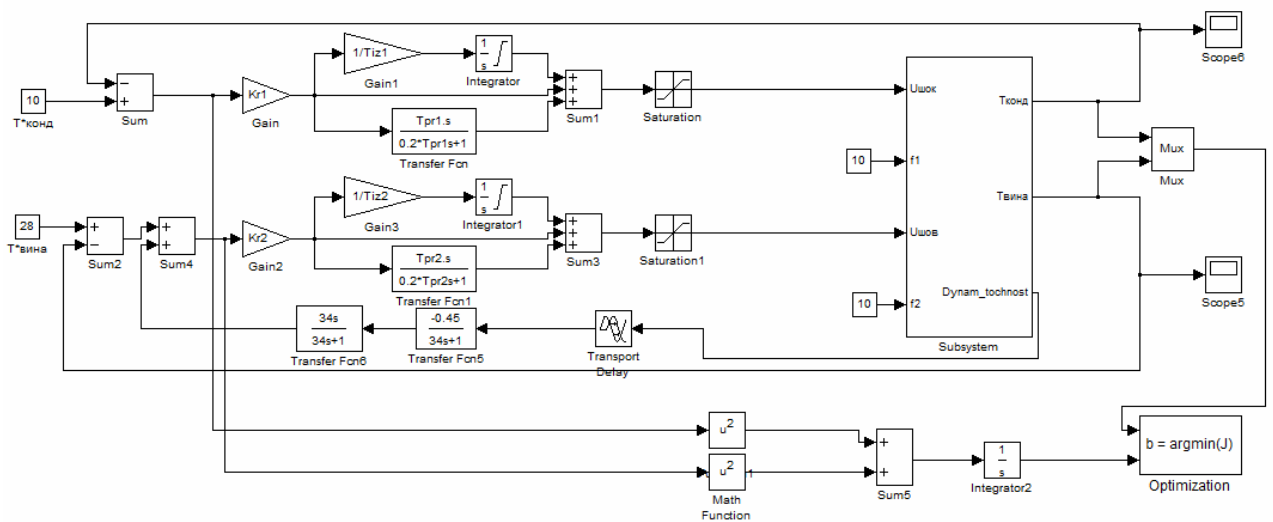 Scope6
1/Tiz1
1
s
Integrator
Gain1
−
+
Sum
10
T*конд
Kr1
Gain
+
+
+
Sum1
Saturation
Tpr1.s
0.2*Tpr1s+1
Transfer Fcn
Uшок
Tконд
10
f1
Mux
Mux
Tвина
1/Tiz2
1
s
Integrator1
Gain3
28
T*вина
+
−
Sum2
+
+
Sum4
Kr2
Gain2
+
+
+
Sum3
Saturation1
Uшов
Tpr2.s
0.2*Tpr2s+1
Transfer Fcn1
Scope5
Dynam_tochnost
10
f2
Subsystem
34s
34s+1
Transfer Fcn6
-0.45
34s+1
Transfer Fcn5
Transport
Delay
u2
u2
1
Math
Function
+
+
Sum5
1
s
Integrator2
b = argmin(J)
Optimization